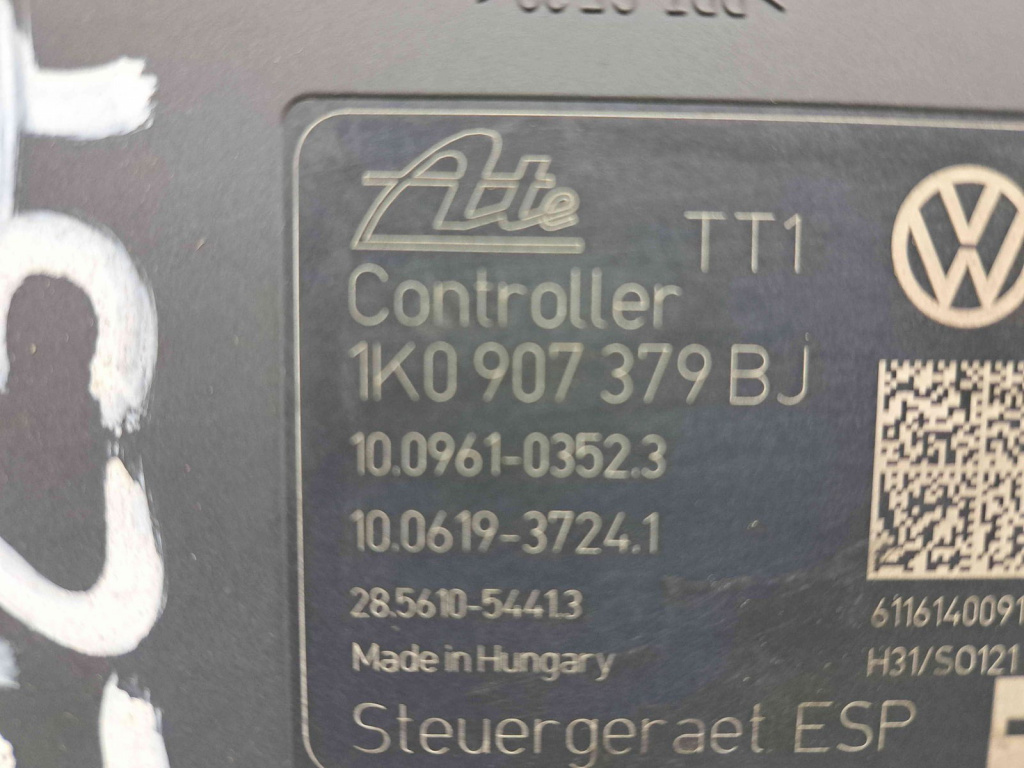 Ate
TT1
Controller
1K0 907 379 BJ
10.0961-0352.3
10.0619-3724.1
28.5610-5441.3
Made in Hungary
6116140091
H31/SO121
Steuergeraet ESP